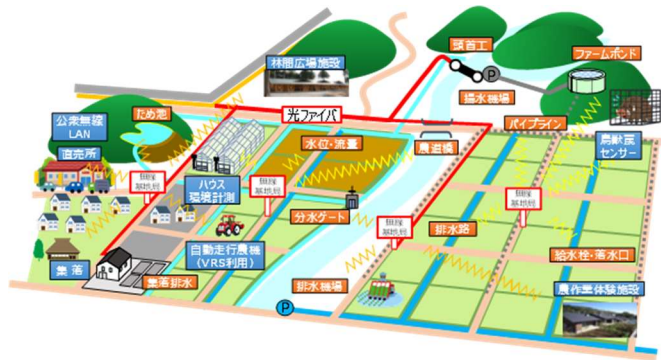 頭首工
ファームポンド
林間広場施設
P
揚水機場
ため池
光ファイバ
公衆無線
LAN
パイプライン
水位・流量
農道橋
鳥獣害
センサー
直売所
無線
基地局
ハウス
環境計測
無線
基地局
無線
基地局
分水ゲート
無線
基地局
排水路
自動走行農機
(VRS利用)
給水栓・落水口
集落
集落排水
排水機場
農作業体験施設
P